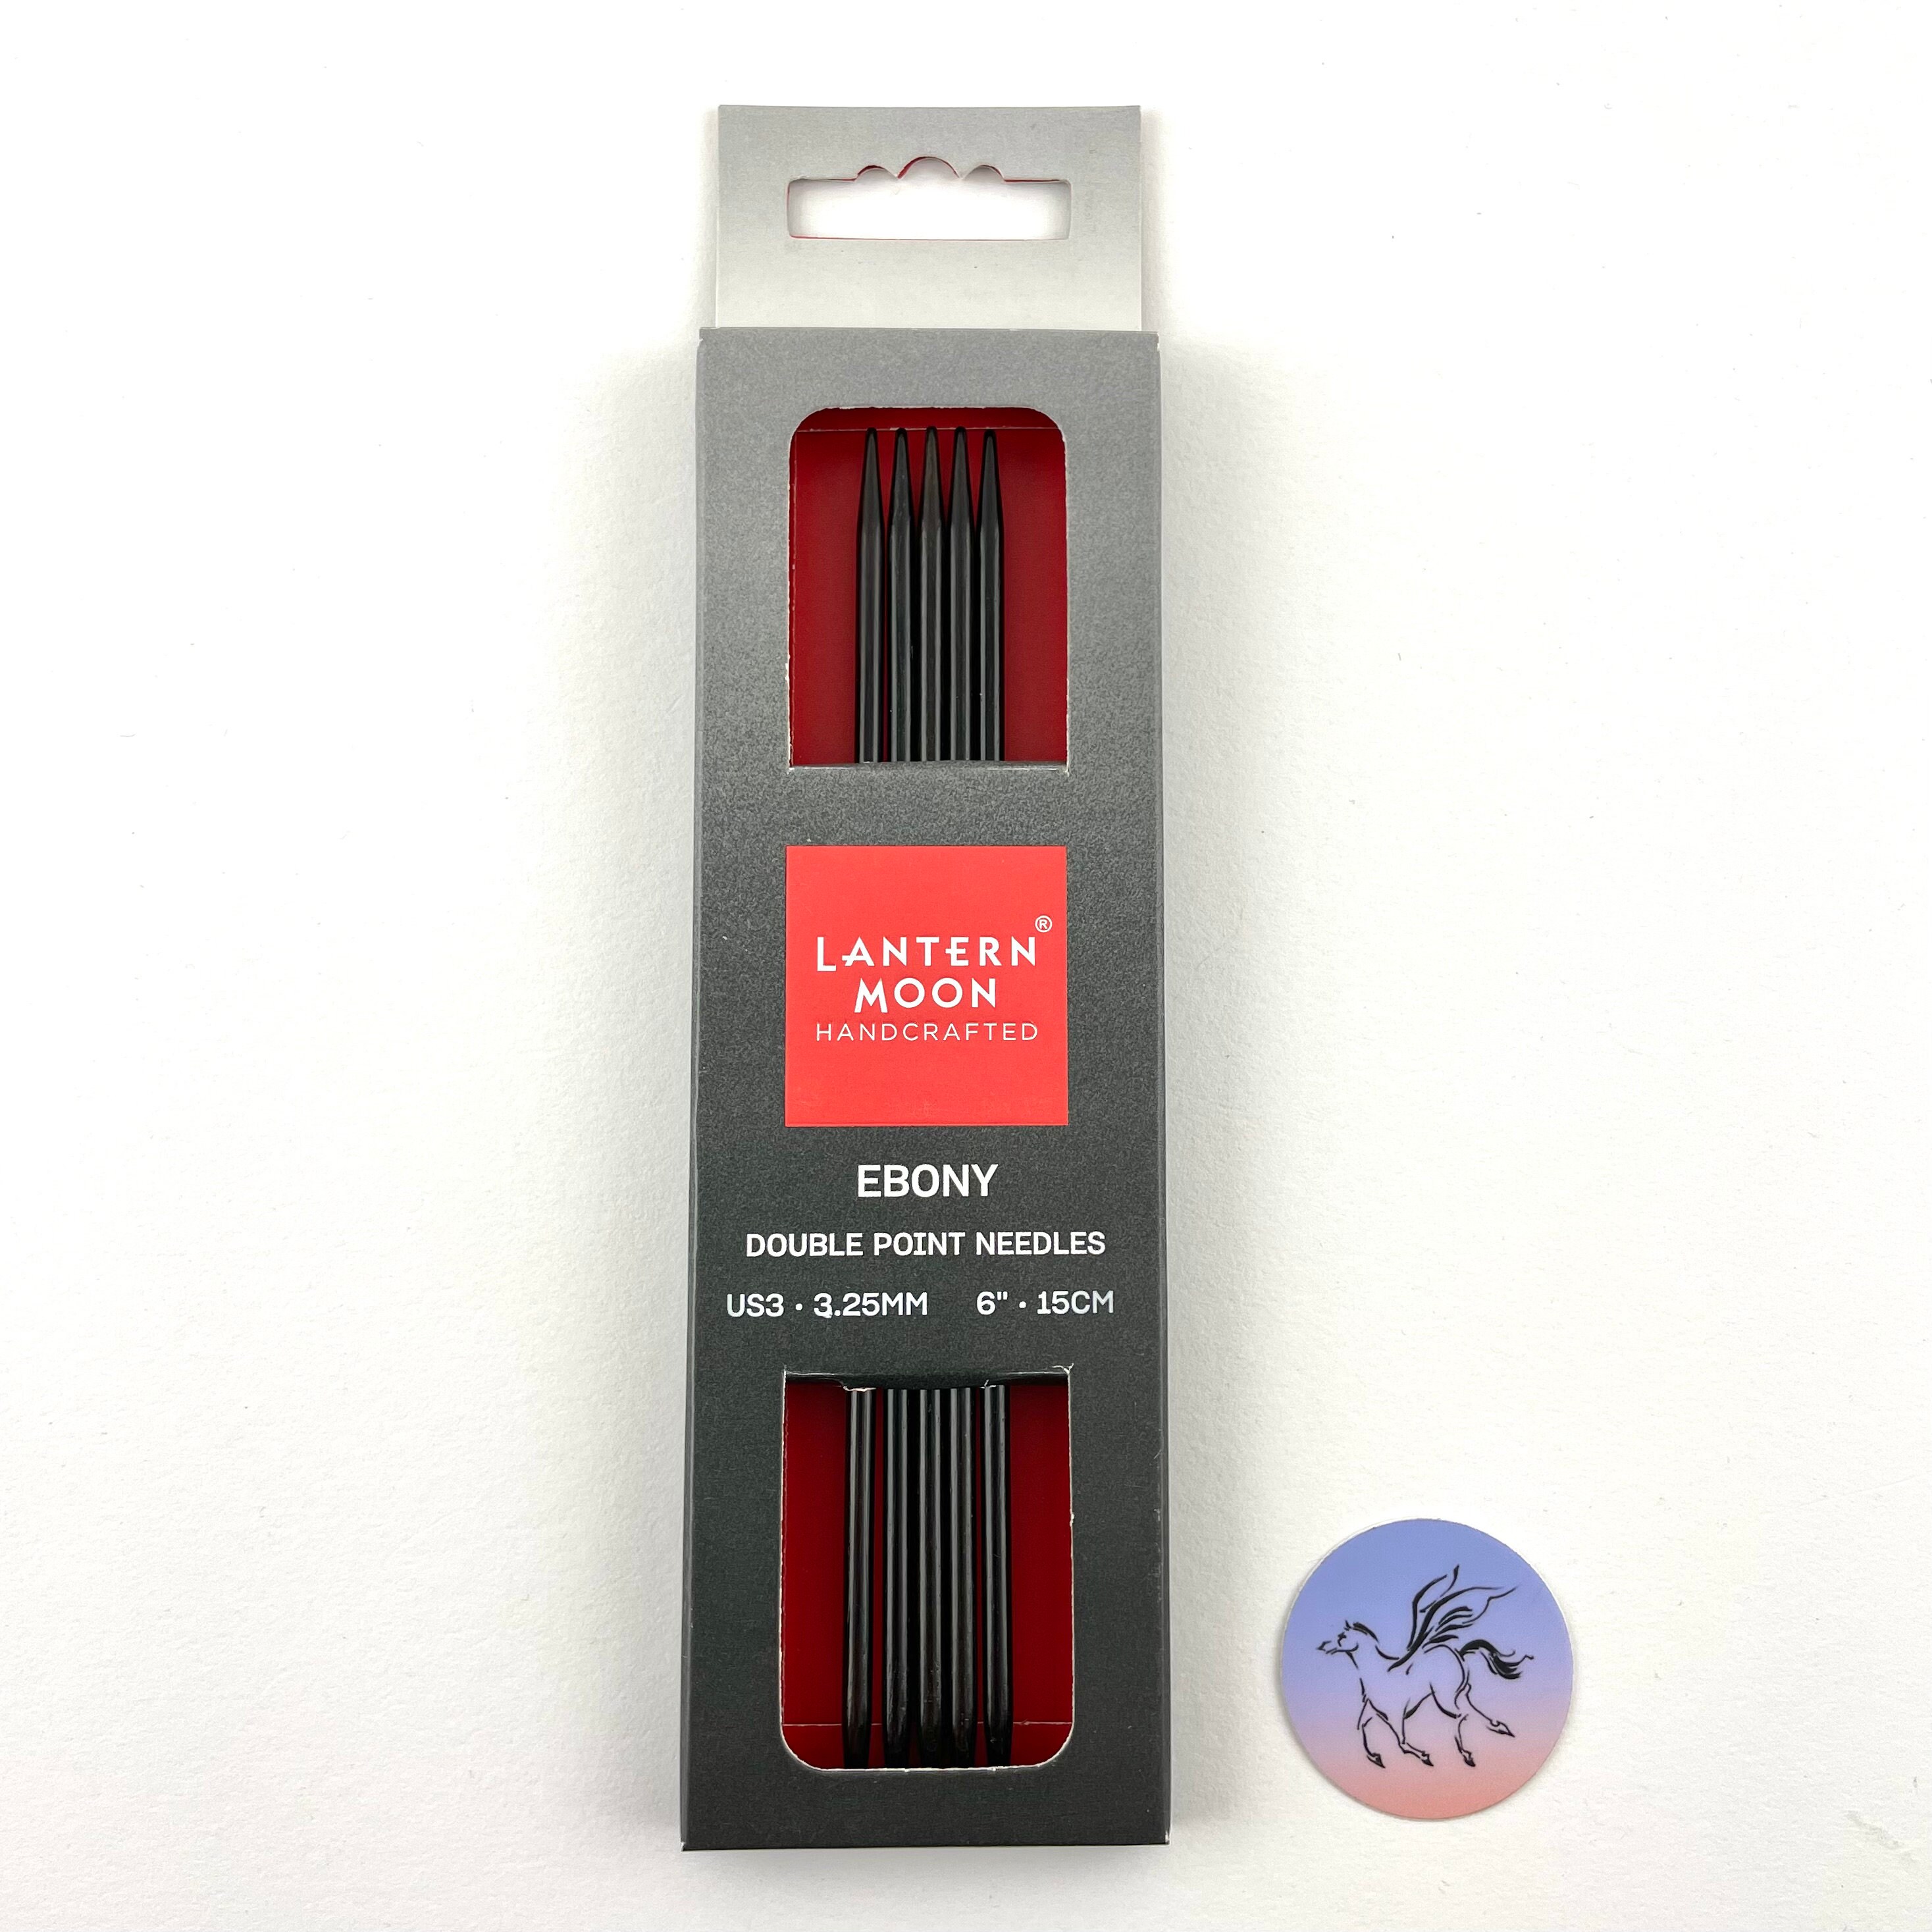 LANTERN®
MOON
HANDCRAFTED
EBONY
DOUBLE POINT NEEDLES
US3 · 3.25MM 6" · 15CM